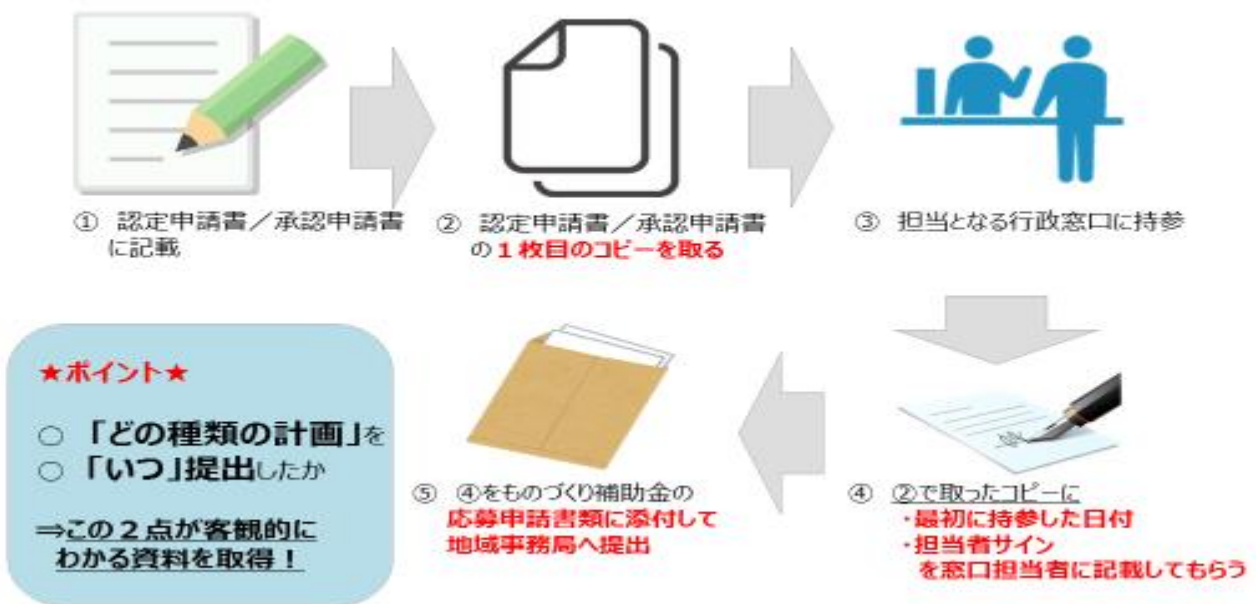 ① 認定申請書／承認申請書
に記載
② 認定申請書／承認申請書
の１枚目のコピーを取る
③ 担当となる行政窓口に持参
④ ②で取ったコピーに
・最初に持参した日付
・担当者サイン
を窓口担当者に記載してもらう
⑤ ④をものづくり補助金の
応募申請書類に添付して
地域事務局へ提出
★ポイント★
○ 「どの種類の計画」を
○ 「いつ」提出したか
⇒この２点が客観的に
わかる資料を取得！